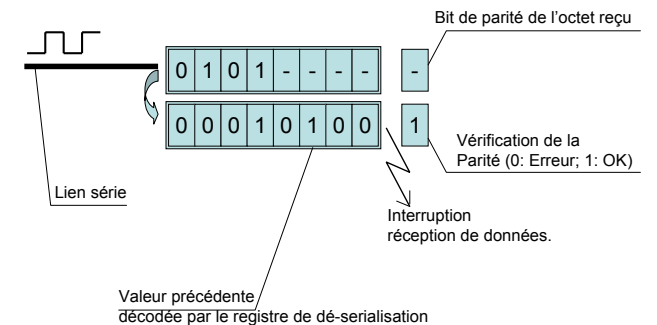 Bit de parité de l'octet reçu
0 1 0 1 - - - - -
0 0 0 1 0 1 0 0 1
Vérification de la
Parité (0: Erreur; 1: OK)
Lien série
Interruption
réception de données.
Valeur précédente
décodée par le registre de dé-serialisation